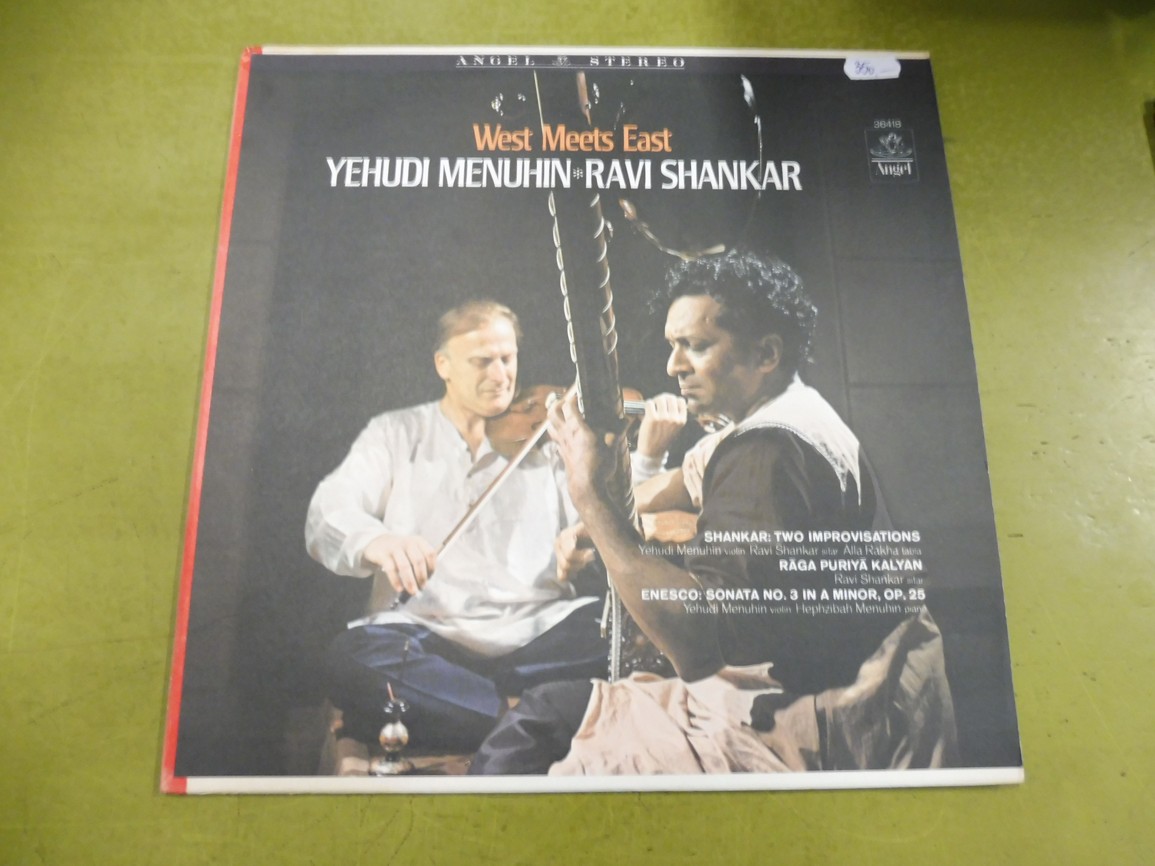 ANGEL STEREO
West Meets East
YEHUDI MENUHIN*RAVI SHANKAR
36418
Angel
SHANKAR: TWO IMPROVISATIONS
Yehudi Menuhin violin Ravi Shankar sitar Alla Rakha tabla
RĀGA PURIYĀ KALYAN
Ravi Shankar sitar
ENESCO: SONATA NO. 3 IN A MINOR, OP. 25
Yehudi Menuhin violin Hephzibah Menuhin piano